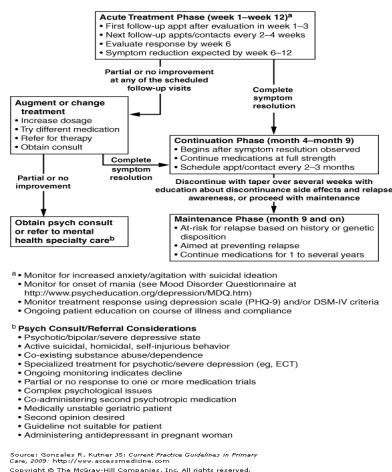 Acute Treatment Phase (week 1–week 12)a
• First follow-up appt after evaluation in week 1–3
• Next follow-up appts/contacts every 2–4 weeks
• Evaluate response by week 6
• Symptom reduction expected by week 6–12
Partial or no improvement
at any of the scheduled
follow-up visits
Complete
symptom
resolution
Augment or change
treatment
• Increase dosage
• Try different medication
• Refer for therapy
• Obtain consult
Complete
symptom
resolution
Continuation Phase (month 4–month 9)
• Begins after symptom resolution observed
• Continue medications at full strength
• Schedule appt/contact every 2–3 months
Partial or no
improvement
Discontinue with taper over several weeks with
education about discontinuance side effects and relapse
awareness, or proceed with maintenance
Obtain psych consult
or refer to mental
health specialty careb
Maintenance Phase (month 9 and on)
• At-risk for relapse based on history or genetic
disposition
• Aimed at preventing relapse
• Continue medications for 1 to several years
a • Monitor for increased anxiety/agitation with suicidal ideation
• Monitor for onset of mania (see Mood Disorder Questionnaire at
http://www.psycheducation.org/depression/MDQ.htm)
• Monitor treatment response using depression scale (PHQ-9) and/or DSM-IV criteria
• Ongoing patient education on course of illness and compliance
b Psych Consult/Referral Considerations
• Psychotic/bipolar/severe depressive state
• Active suicidal, homicidal, self-injurious behavior
• Co-existing substance abuse/dependence
• Specialized treatment for psychotic/severe depression (eg, ECT)
• Ongoing monitoring indicates decline
• Partial or no response to one or more medication trials
• Complex psychological issues
• Co-administering second psychotropic medication
• Medically unstable geriatric patient
• Second opinion desired
• Guideline not suitable for patient
• Administering antidepressant in pregnant woman
Source: Gonzales R, Kutner JS: Current Practice Guidelines in Primary
Care, 2009: http://www.accessmedicine.com
Copyright © The McGraw-Hill Companies, Inc. All rights reserved.